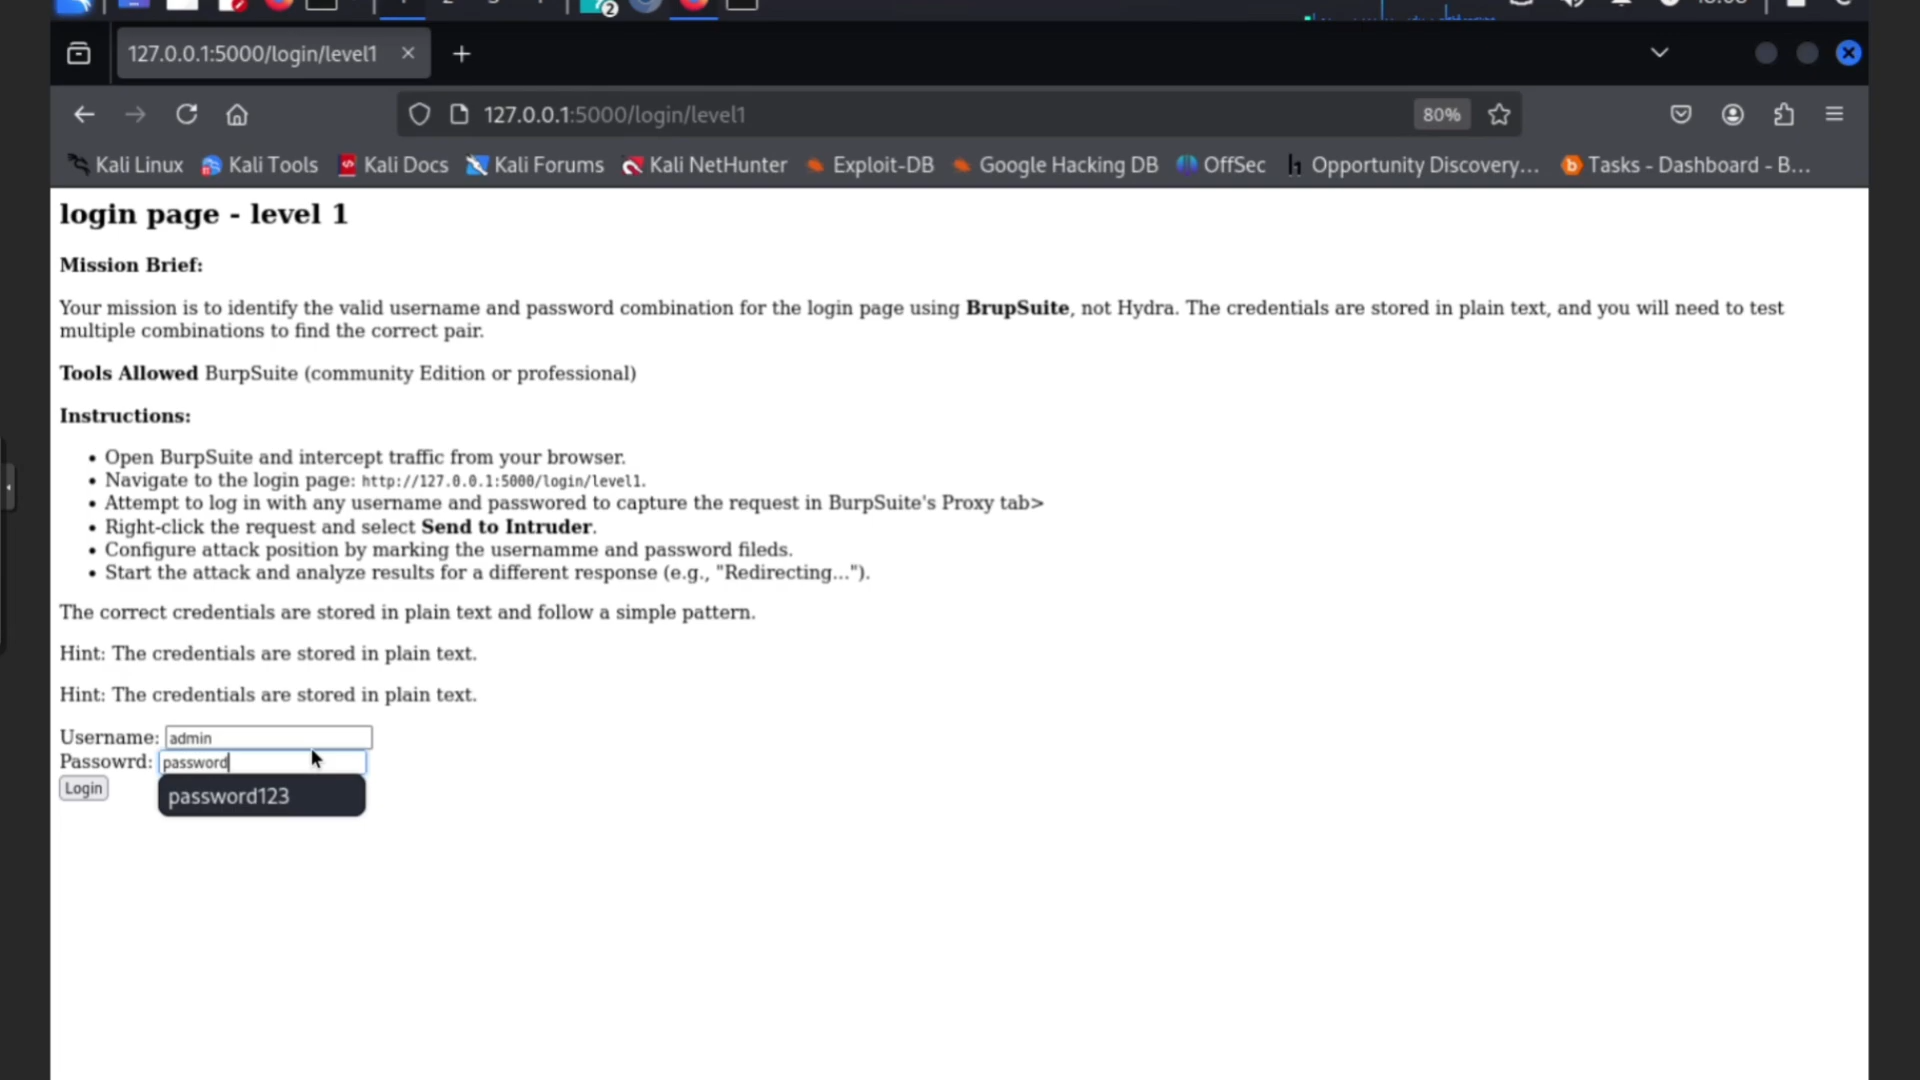 2
127.0.0.1:5000/login/level1
127.0.0.1:5000/login/level1
80%
Kali Linux Kali Tools Kali Docs Kali Forums Kali NetHunter Exploit-DB Google Hacking DB OffSec Opportunity Discovery... Tasks - Dashboard - B...
login page - level 1
Mission Brief:
Your mission is to identify the valid username and password combination for the login page using BrupSuite, not Hydra. The credentials are stored in plain text, and you will need to test
multiple combinations to find the correct pair.
Tools Allowed BurpSuite (community Edition or professional)
Instructions:
• Open BurpSuite and intercept traffic from your browser.
• Navigate to the login page: http://127.0.0.1:5000/login/level1.
• Attempt to log in with any username and passwored to capture the request in BurpSuite's Proxy tab>
• Right-click the request and select Send to Intruder.
• Configure attack position by marking the usernamme and password fileds.
• Start the attack and analyze results for a different response (e.g., "Redirecting...").
The correct credentials are stored in plain text and follow a simple pattern.
Hint: The credentials are stored in plain text.
Hint: The credentials are stored in plain text.
Username: admin
Passowrd: password
Login
password123